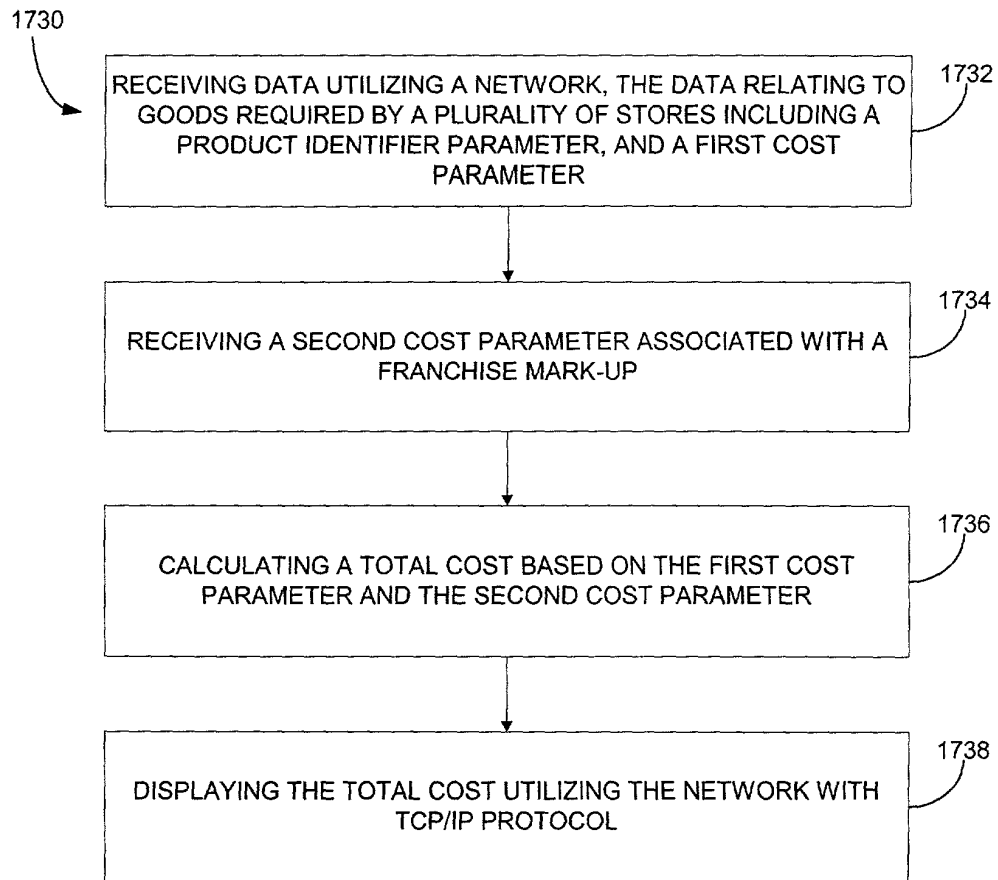 1730
1732
RECEIVING DATA UTILIZING A NETWORK, THE DATA RELATING TO
GOODS REQUIRED BY A PLURALITY OF STORES INCLUDING A
PRODUCT IDENTIFIER PARAMETER, AND A FIRST COST
PARAMETER
1734
RECEIVING A SECOND COST PARAMETER ASSOCIATED WITH A
FRANCHISE MARK-UP
1736
CALCULATING A TOTAL COST BASED ON THE FIRST COST
PARAMETER AND THE SECOND COST PARAMETER
1738
DISPLAYING THE TOTAL COST UTILIZING THE NETWORK WITH
TCP/IP PROTOCOL